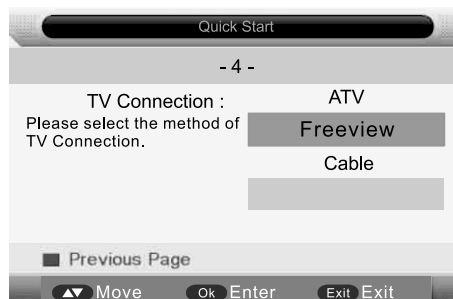 Quick Start
- 4 -
TV Connection :
Please select the method of
TV Connection.
ATV
Freeview
Cable
Previous Page
Move Ok Enter Exit Exit